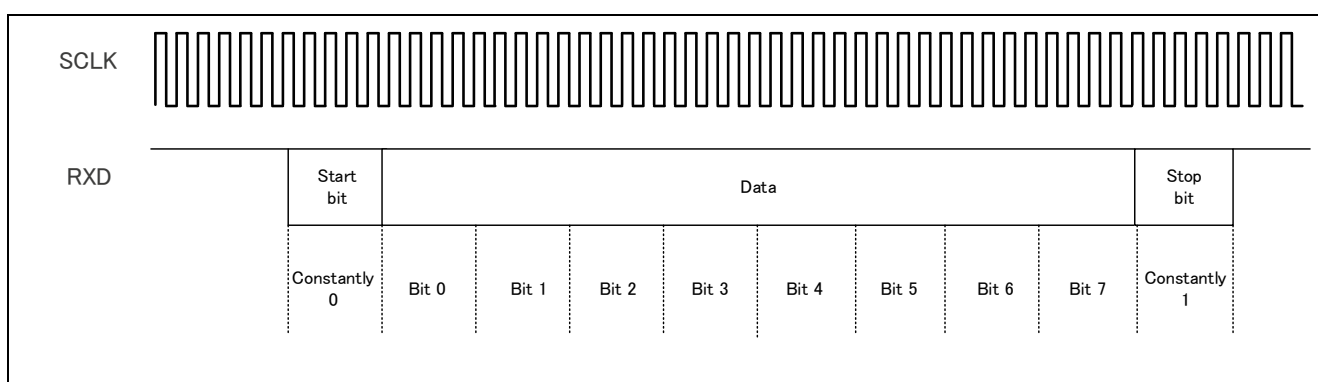 SCLK
RXD
Start
bit
Data
Stop
bit
Constantly
0
Bit 0
Bit 1
Bit 2
Bit 3
Bit 4
Bit 5
Bit 6
Bit 7
Constantly
1